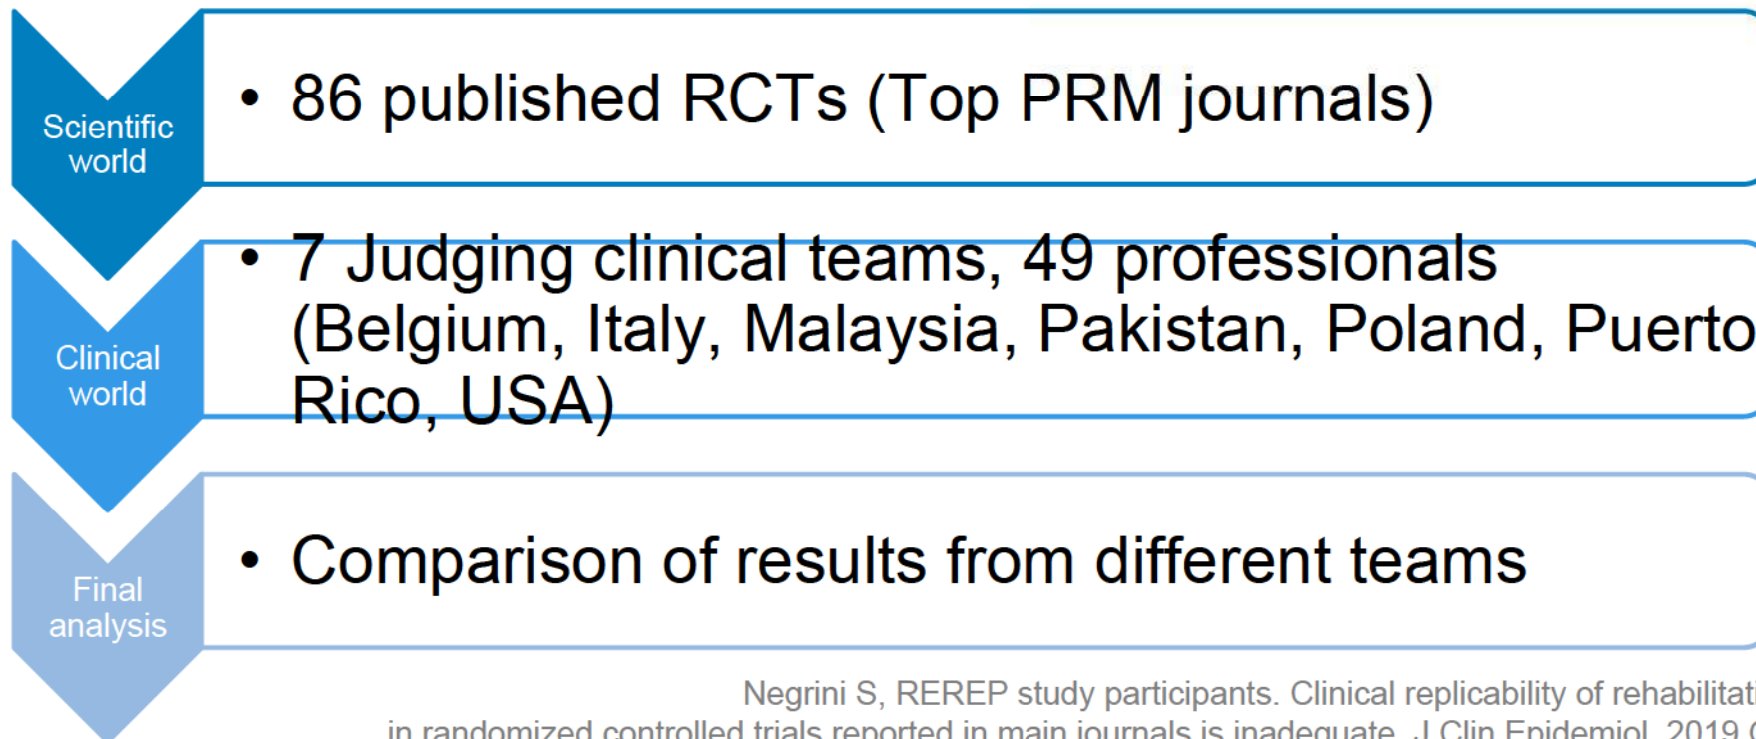 Scientific
world
• 86 published RCTs (Top PRM journals)
Clinical
world
• 7 Judging clinical teams, 49 professionals
(Belgium, Italy, Malaysia, Pakistan, Poland, Puerto
Rico, USA)
Final
analysis
• Comparison of results from different teams
Negrini S, REREP study participants. Clinical replicability of rehabilitati
in randomized controlled trials reported in main journals is inadequate. J Clin Epidemiol. 2019